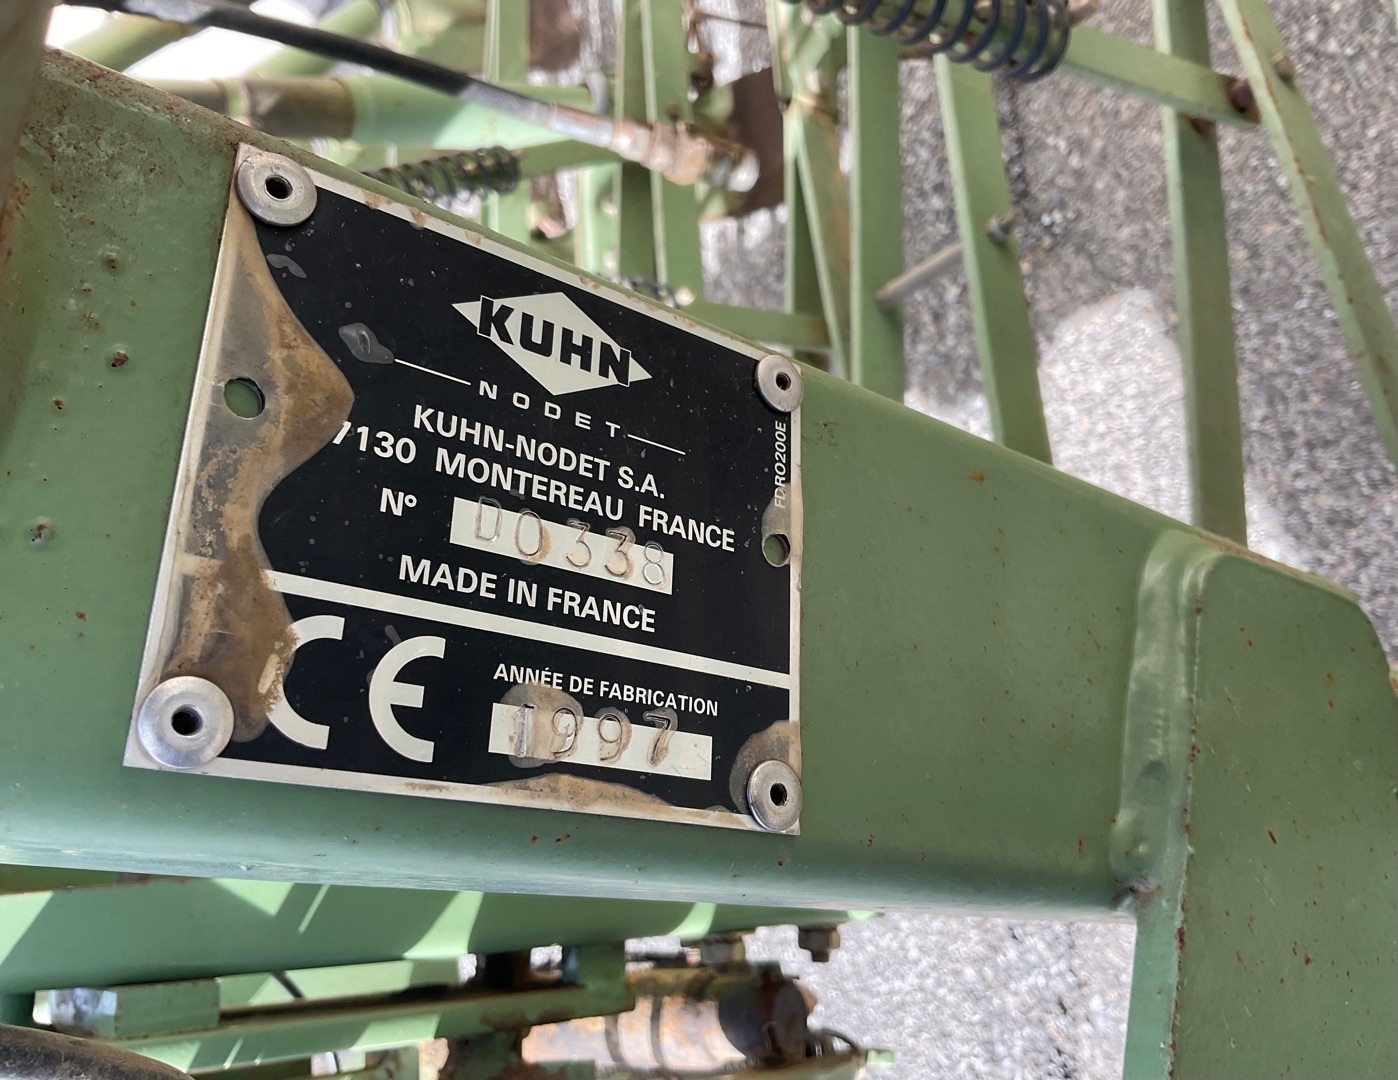 KUHN
NODET
KUHN-NODET S.A.
7130 MONTEREAU FRANCE
N° D0338
MADE IN FRANCE
CE
ANNÉE DE FABRICATION
1997
FDRO200E